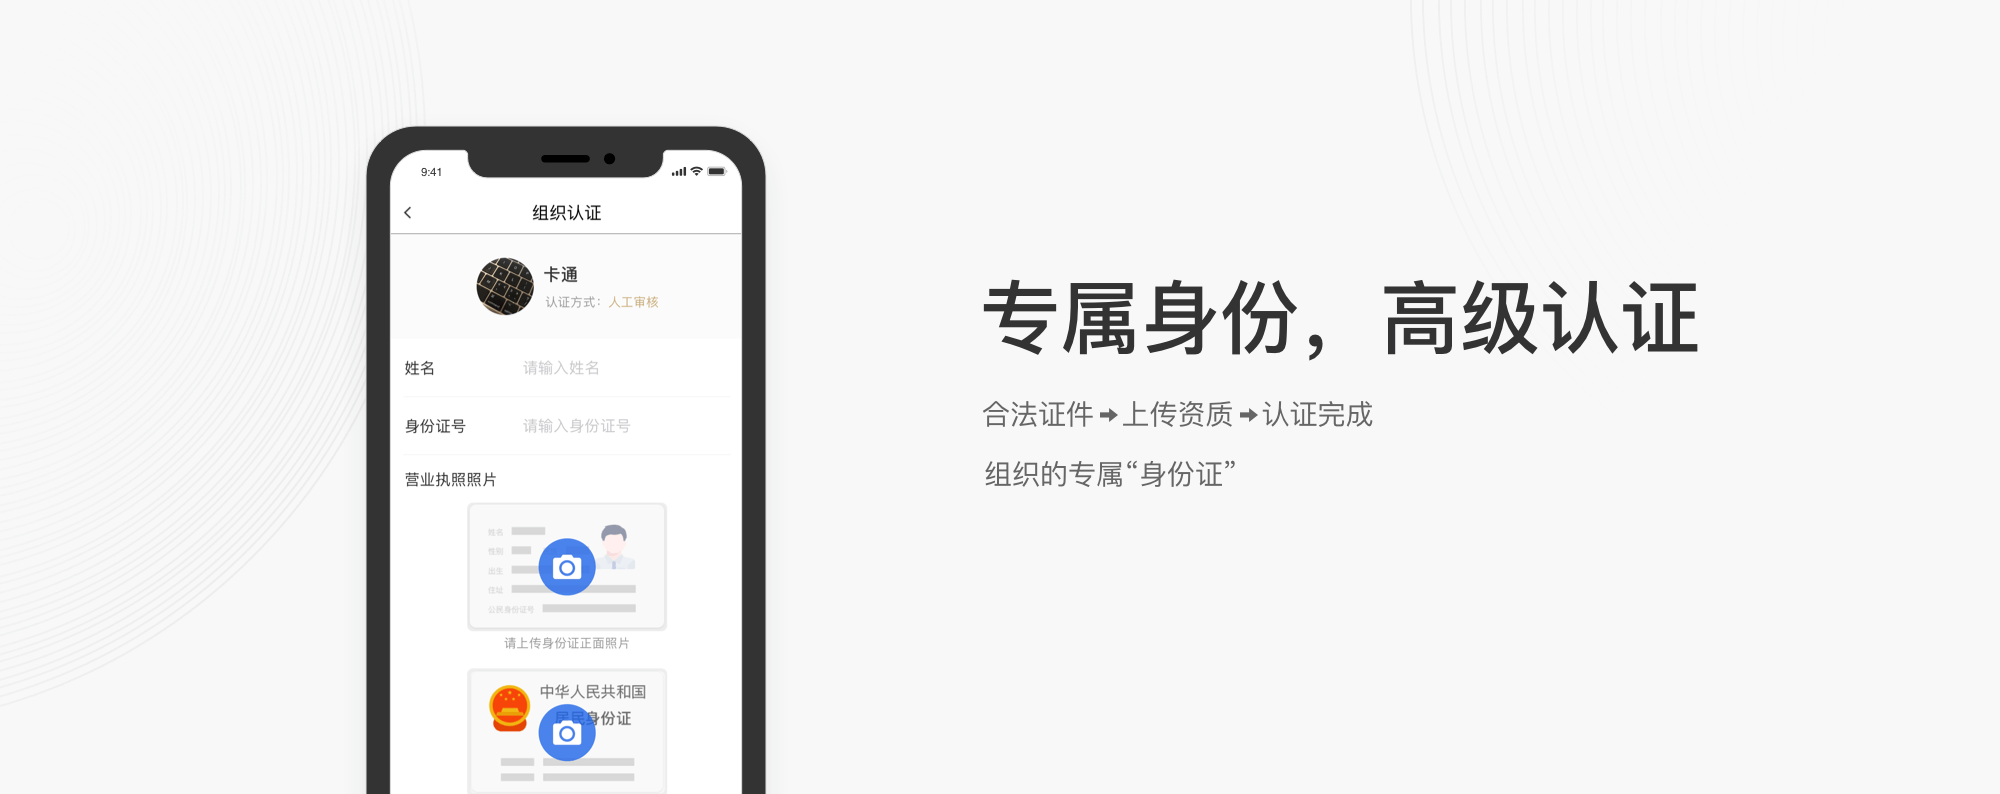 9:41
组织认证
卡通
认证方式：人工审核
姓名 请输入姓名
身份证号 请输入身份证号
营业执照照片
姓名
性别
出生
住址
公民身份证号
请上传身份证正面照片
中华人民共和国
居民身份证
专属身份，高级认证
合法证件➡上传资质➡认证完成
组织的专属“身份证”